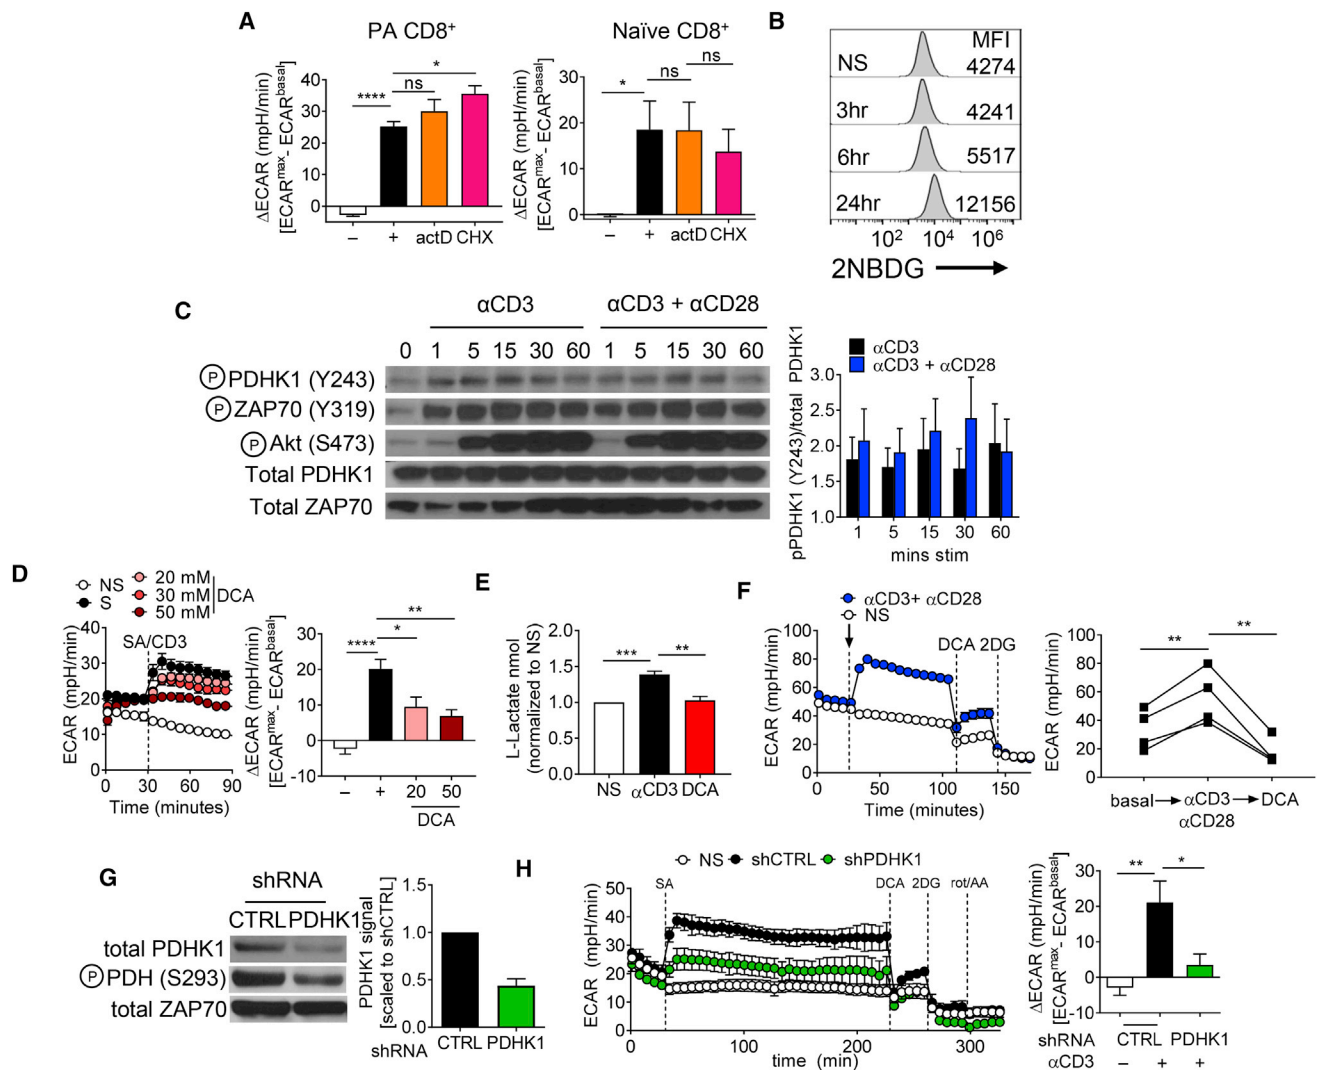 A
PA CD8+
ΔECAR (mpH/min)
[ECARmax- ECARbasal]
40
30
20
10
0
-10
****
ns
*
–
+
actD
CHX
Naïve CD8+
ΔECAR (mpH/min)
[ECARmax- ECARbasal]
30
20
10
0
*
ns
ns
–
+
actD
CHX
B
MFI
NS
4274
3hr
4241
6hr
5517
24hr
12156
10²
10⁴
10⁶
2NBDG
C
αCD3
αCD3 + αCD28
0 1 5 15 30 60 1 5 15 30 60
P PDHK1 (Y243)
P ZAP70 (Y319)
P Akt (S473)
Total PDHK1
Total ZAP70
αCD3
αCD3 + αCD28
pPDHK1 (Y243)/total PDHK1
3.0
2.5
2.0
1.5
1.0
1 5 15 30 60
mins stim
D
NS
S
20 mM
30 mM
50 mM
DCA
SA/CD3
ECAR (mpH/min)
40
30
20
10
0
0 30 60 90
Time (minutes)
ΔECAR (mpH/min)
[ECARmax- ECARbasal]
30
20
10
0
-10
****
*
**
– + 20 50
DCA
E
L-Lactate nmol
(normalized to NS)
2.0
1.5
1.0
0.5
0.0
***
**
NS αCD3 DCA
F
αCD3+ αCD28
NS
DCA 2DG
ECAR (mpH/min)
100
80
60
40
20
0
0 50 100 150
Time (minutes)
ECAR (mpH/min)
100
80
60
40
20
0
**
**
basal
αCD3
DCA
αCD28
G
shRNA
CTRL PDHK1
total PDHK1
P PDH (S293)
total ZAP70
PDHK1 signal
[scaled to shCTRL]
1.5
1.0
0.5
0.0
shRNA
CTRL PDHK1
H
NS
shCTRL
shPDHK1
SA
DCA 2DG rot/AA
ECAR (mpH/min)
50
40
30
20
10
0
0 100 200 300
time (min)
ΔECAR (mpH/min)
[ECARmax- ECARbasal]
30
20
10
0
-10
**
*
shRNA CTRL PDHK1
αCD3 – + +